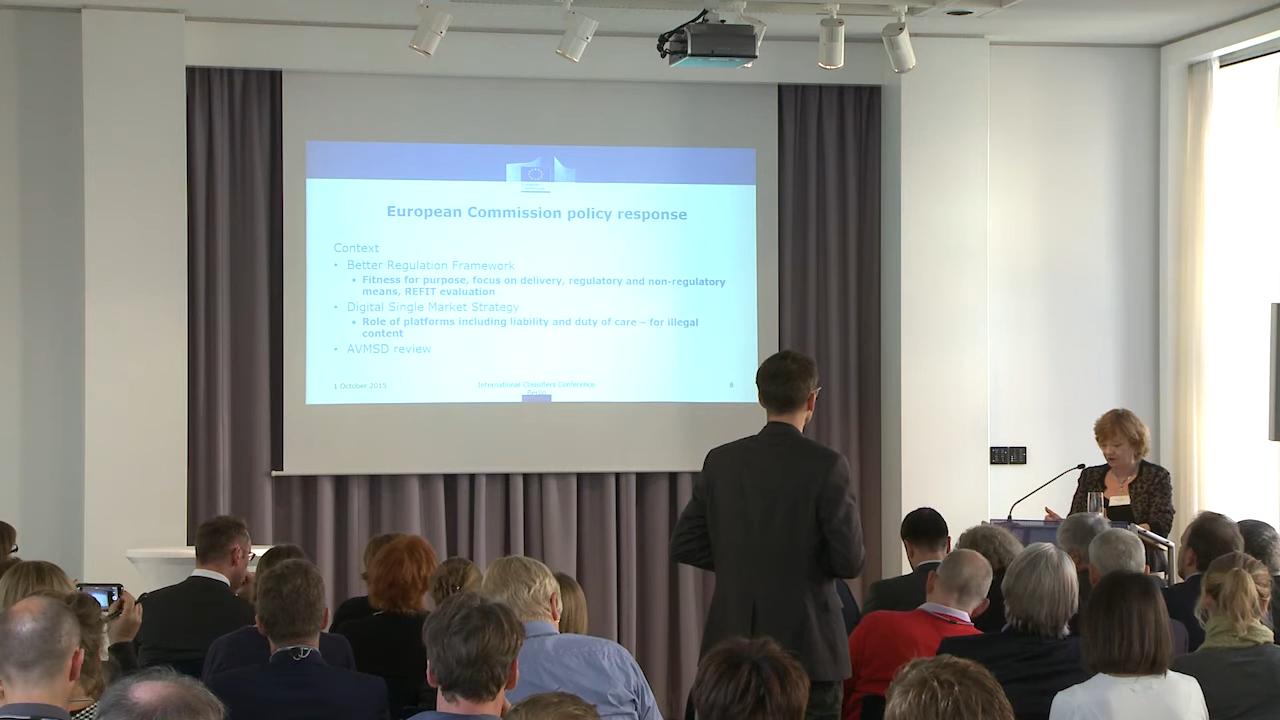 European Commission policy response
Context
• Better Regulation Framework
• Fitness for purpose, focus on delivery, regulatory and non-regulatory
means, REFIT evaluation
• Digital Single Market Strategy
• Role of platforms including liability and duty of care – for illegal
content
• AVMSD review
1 October 2015
International Classifiers Conference
Berlin
8